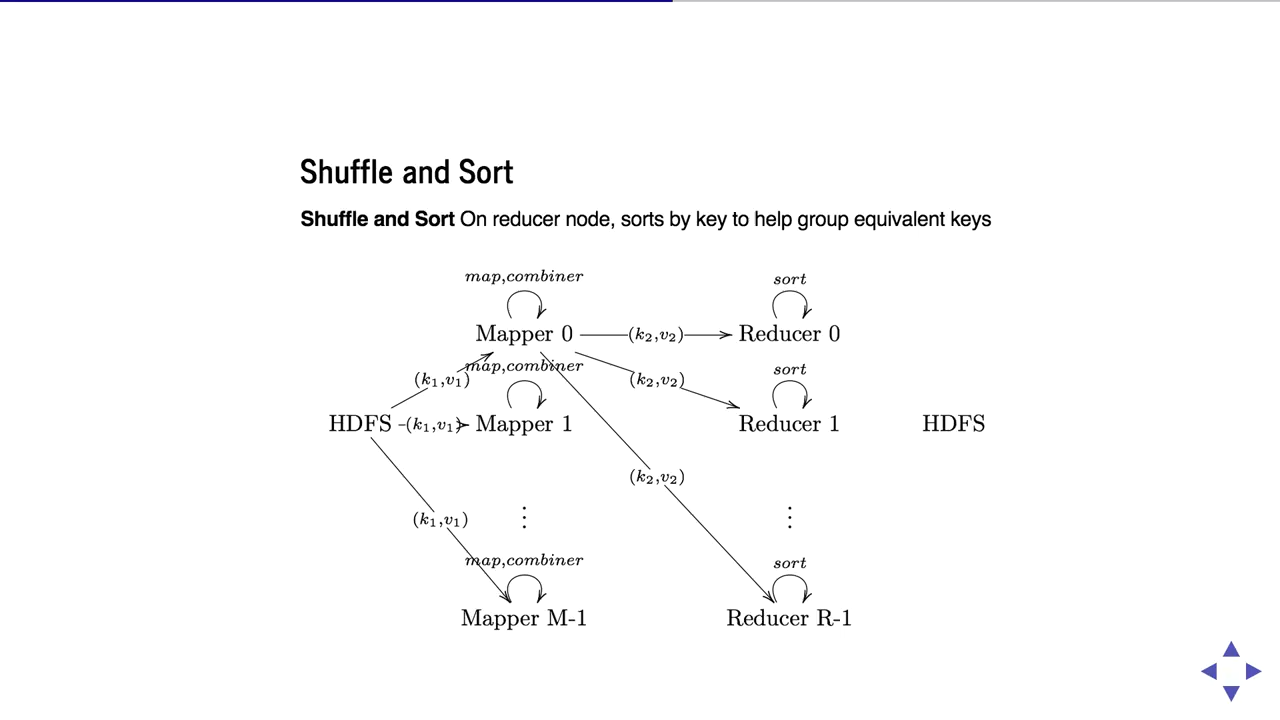 Shuffle and Sort
Shuffle and Sort On reducer node, sorts by key to help group equivalent keys
map,combiner
sort
Mapper 0
(k₂,v₂)
Reducer 0
map,combiner
sort
(k₁,v₁)
(k₂,v₂)
HDFS
(k₁,v₁)
Mapper 1
Reducer 1
HDFS
(k₂,v₂)
(k₁,v₁)
⋮
⋮
map,combiner
sort
Mapper M-1
Reducer R-1